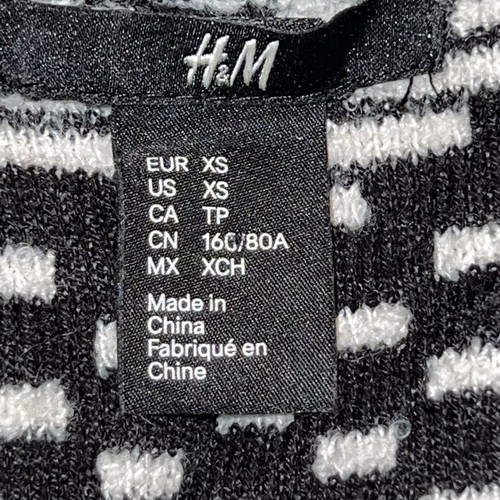 H&M
EUR XS
US XS
CA TP
CN 160/80A
MX XCH
Made in
China
Fabriqué en
Chine